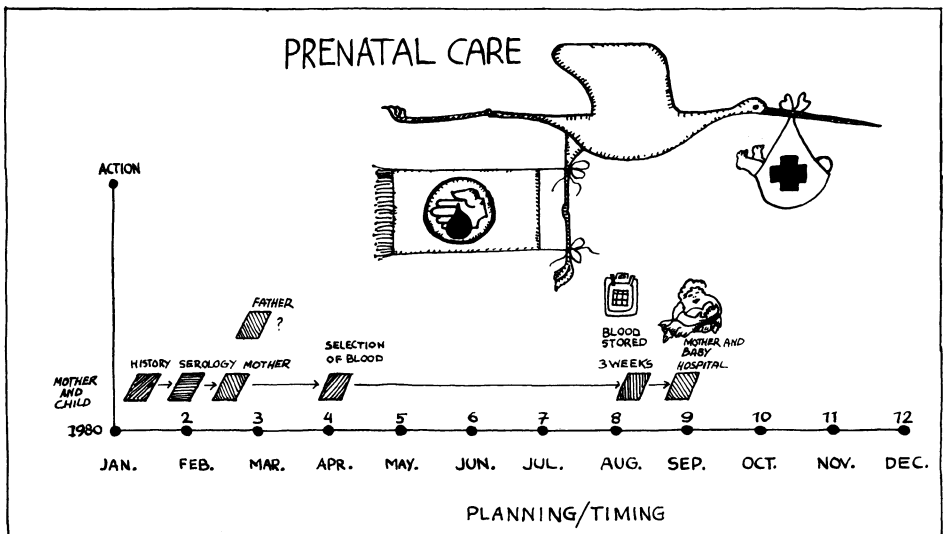 PRENATAL CARE
ACTION
FATHER
?
HISTORY SEROLOGY MOTHER
SELECTION
OF BLOOD
BLOOD
STORED
3 WEEKS
MOTHER AND
BABY
HOSPITAL
MOTHER
AND
CHILD
1980
2 3 4 5 6 7 8 9 10 11 12
JAN. FEB. MAR. APR. MAY. JUN. JUL. AUG. SEP. OCT. NOV. DEC.
PLANNING/TIMING